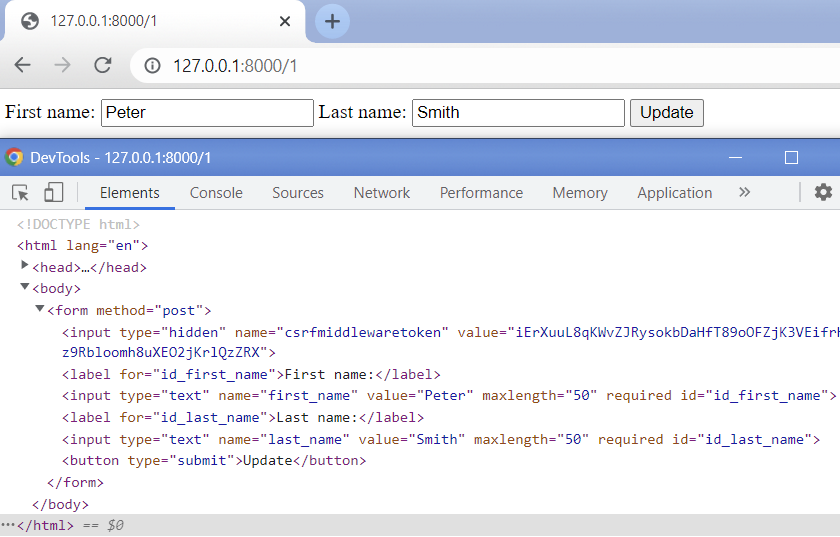 127.0.0.1:8000/1
127.0.0.1:8000/1
First name: Peter Last name: Smith Update
DevTools - 127.0.0.1:8000/1
Elements Console Sources Network Performance Memory Application »
<!DOCTYPE html>
<html lang="en">
<head>…</head>
<body>
<form method="post">
<input type="hidden" name="csrfmiddlewaretoken" value="iErXuuL8qKWvZJRysokbDaHfT89oOFZjK3VEifrH
z9Rbloomh8uXEO2jKrlQzZRX">
<label for="id_first_name">First name:</label>
<input type="text" name="first_name" value="Peter" maxlength="50" required id="id_first_name">
<label for="id_last_name">Last name:</label>
<input type="text" name="last_name" value="Smith" maxlength="50" required id="id_last_name">
<button type="submit">Update</button>
</form>
</body>
…</html> == $0